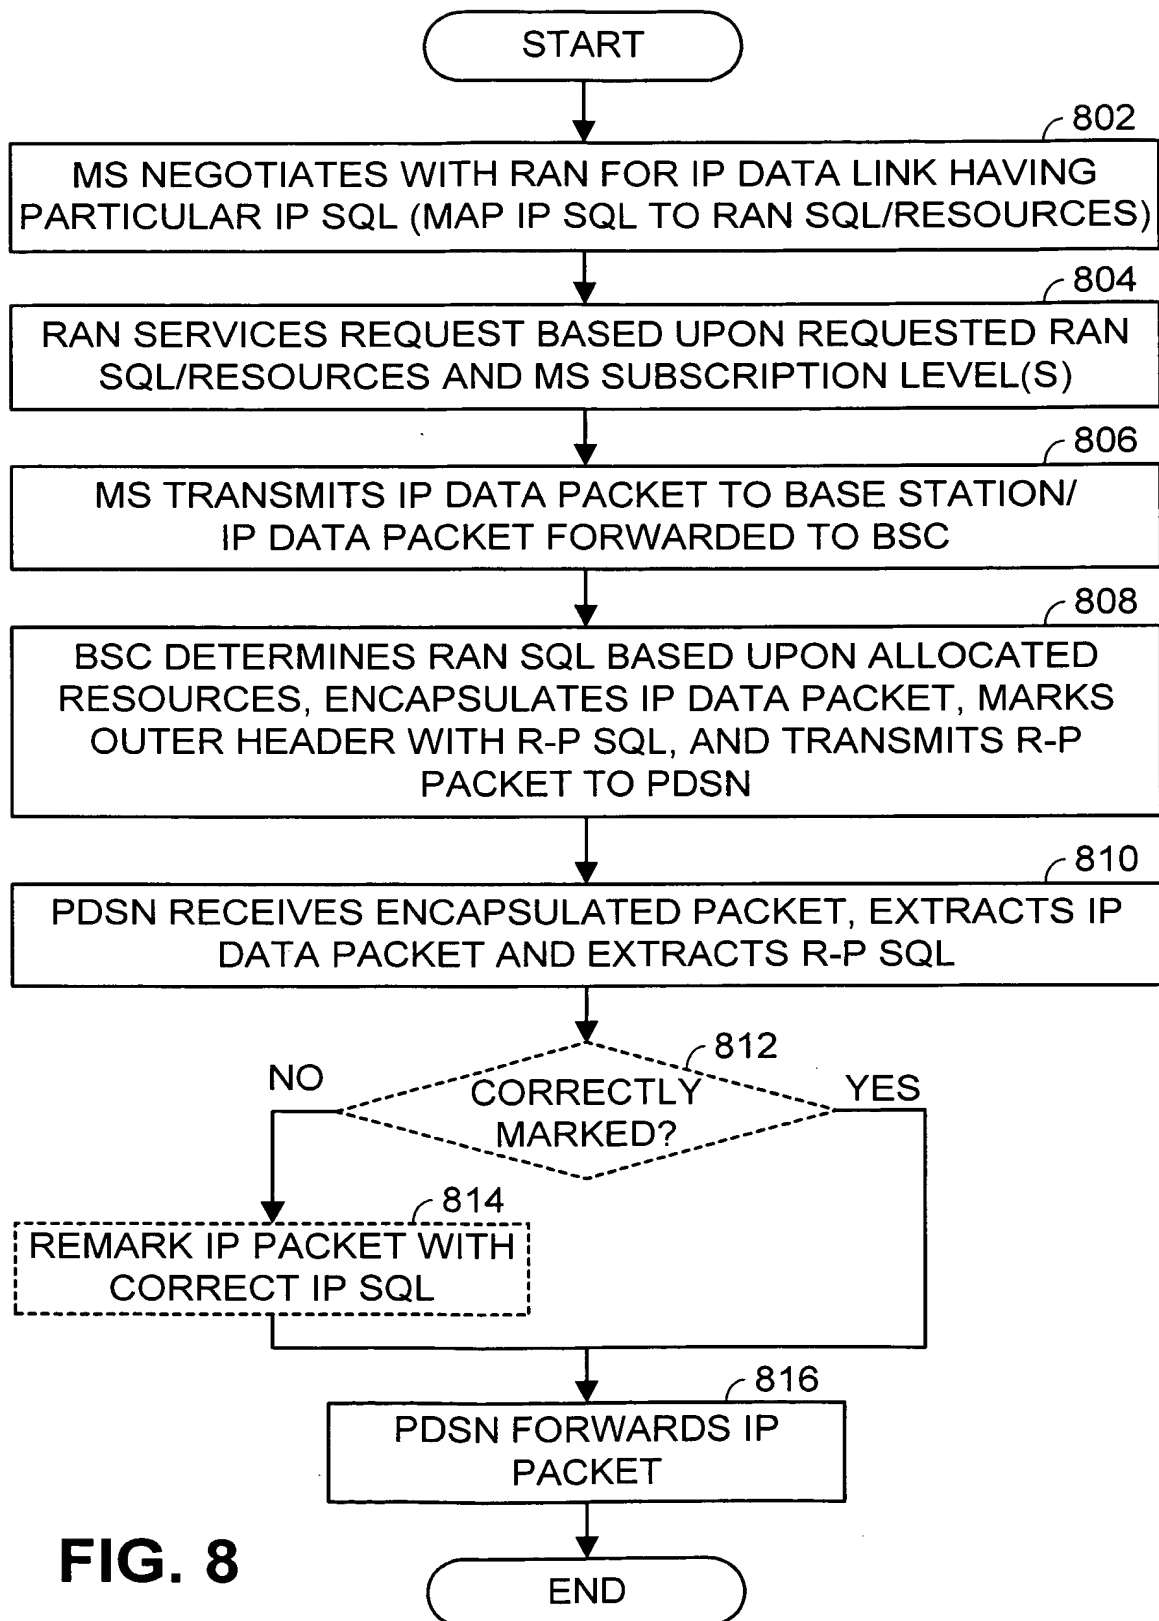 START
802
MS NEGOTIATES WITH RAN FOR IP DATA LINK HAVING
PARTICULAR IP SQL (MAP IP SQL TO RAN SQL/RESOURCES)
804
RAN SERVICES REQUEST BASED UPON REQUESTED RAN
SQL/RESOURCES AND MS SUBSCRIPTION LEVEL(S)
806
MS TRANSMITS IP DATA PACKET TO BASE STATION/
IP DATA PACKET FORWARDED TO BSC
808
BSC DETERMINES RAN SQL BASED UPON ALLOCATED
RESOURCES, ENCAPSULATES IP DATA PACKET, MARKS
OUTER HEADER WITH R-P SQL, AND TRANSMITS R-P
PACKET TO PDSN
810
PDSN RECEIVES ENCAPSULATED PACKET, EXTRACTS IP
DATA PACKET AND EXTRACTS R-P SQL
812
NO
YES
CORRECTLY
MARKED?
814
REMARK IP PACKET WITH
CORRECT IP SQL
816
PDSN FORWARDS IP
PACKET
FIG. 8
END